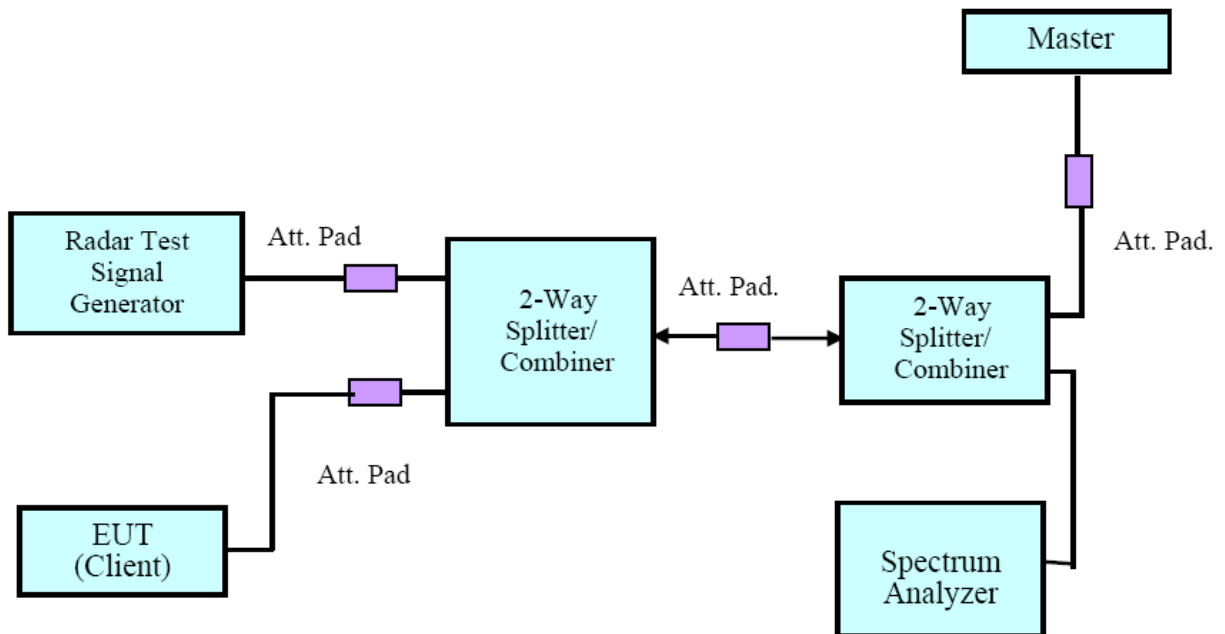 Master
Radar Test
Signal
Generator
Att. Pad
2-Way
Splitter/
Combiner
Att. Pad.
2-Way
Splitter/
Combiner
Att. Pad.
Att. Pad
EUT
(Client)
Spectrum
Analyzer